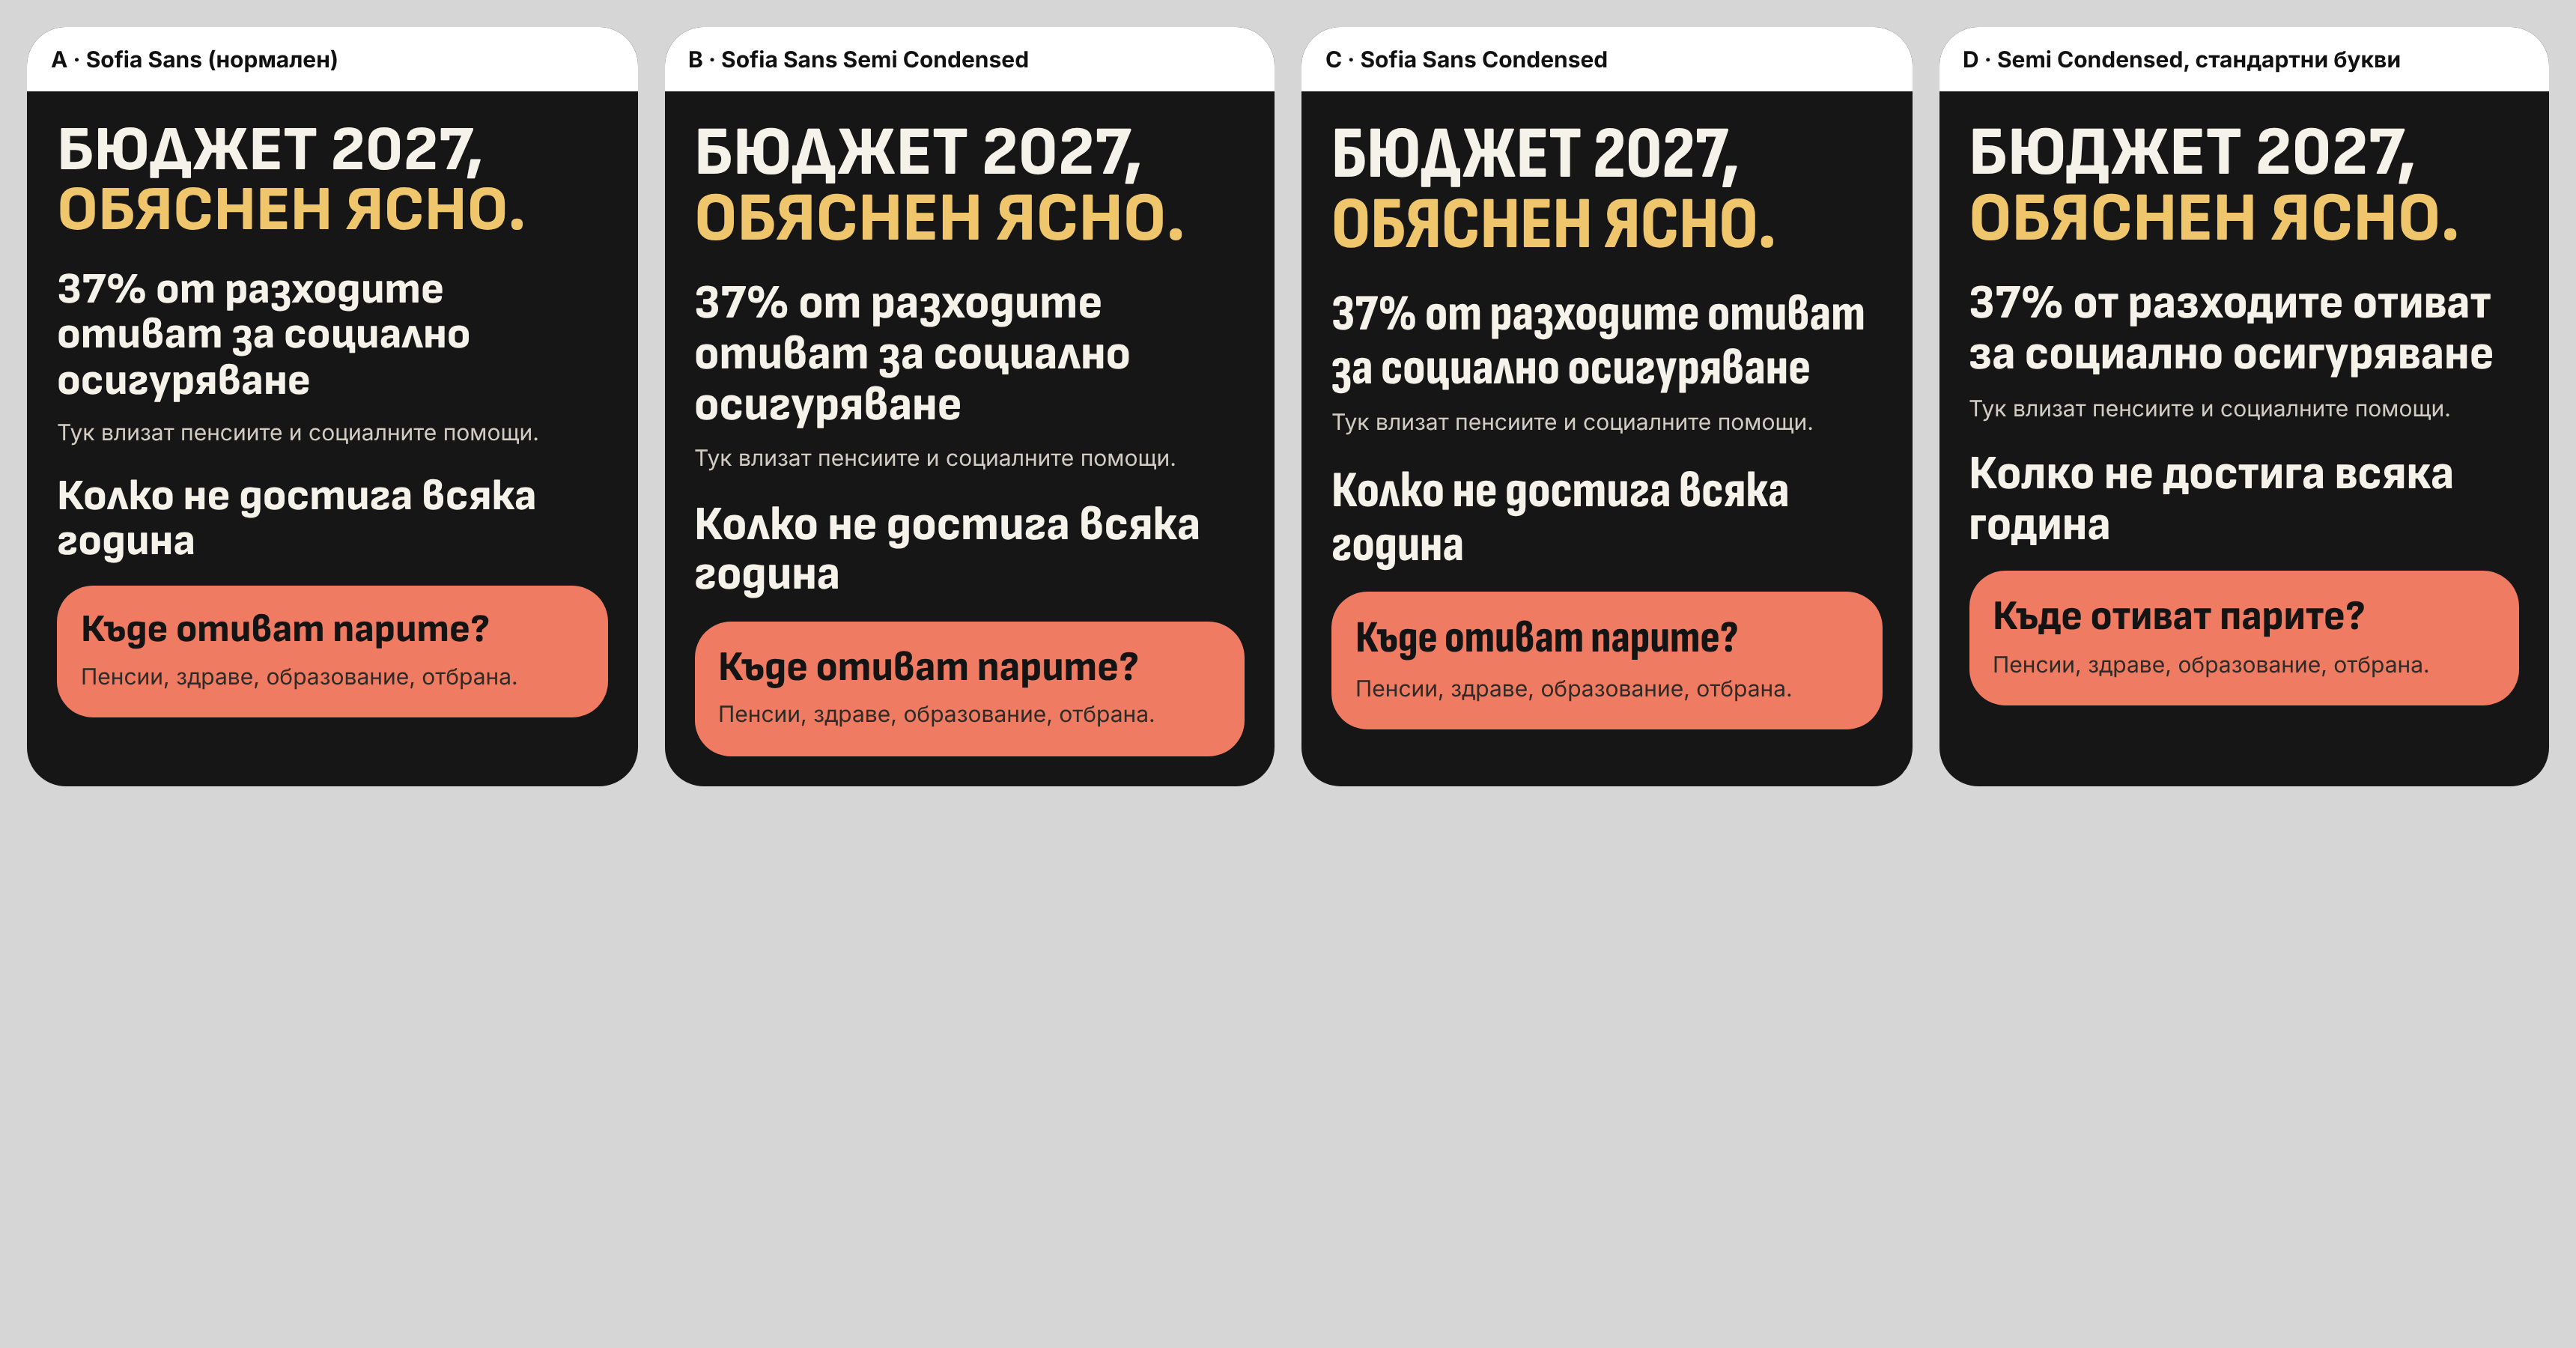 A · Sofia Sans (нормален)
БЮДЖЕТ 2027,
ОБЯСНЕН ЯСНО.
37% от разходите
отиват за социално
осигуряване
Тук влизат пенсиите и социалните помощи.
Колко не достига всяка
година
Къде отиват парите?
Пенсии, здраве, образование, отбрана.
B · Sofia Sans Semi Condensed
БЮДЖЕТ 2027,
ОБЯСНЕН ЯСНО.
37% от разходите
отиват за социално
осигуряване
Тук влизат пенсиите и социалните помощи.
Колко не достига всяка
година
Къде отиват парите?
Пенсии, здраве, образование, отбрана.
C · Sofia Sans Condensed
БЮДЖЕТ 2027,
ОБЯСНЕН ЯСНО.
37% от разходите отиват
за социално осигуряване
Тук влизат пенсиите и социалните помощи.
Колко не достига всяка
година
Къде отиват парите?
Пенсии, здраве, образование, отбрана.
D · Semi Condensed, стандартни букви
БЮДЖЕТ 2027,
ОБЯСНЕН ЯСНО.
37% от разходите отиват
за социално осигуряване
Тук влизат пенсиите и социалните помощи.
Колко не достига всяка
година
Къде отиват парите?
Пенсии, здраве, образование, отбрана.